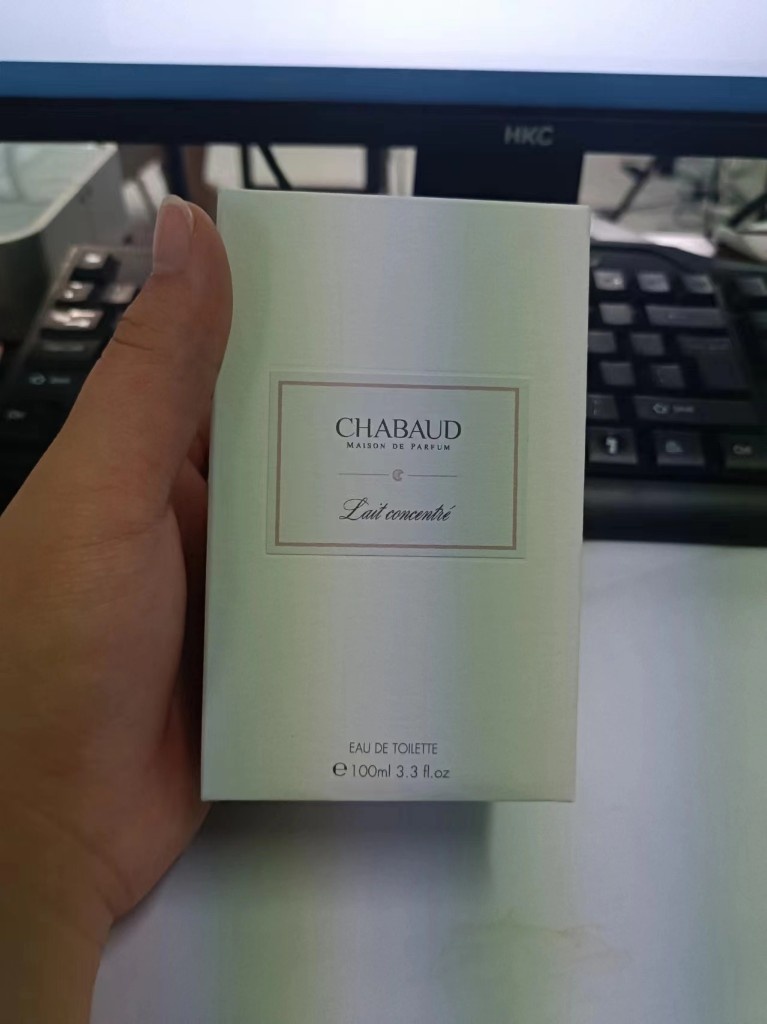 HKC
CHABAUD
MAISON DE PARFUM
Lait concentré
EAU DE TOILETTE
℮100ml 3.3 fl.oz